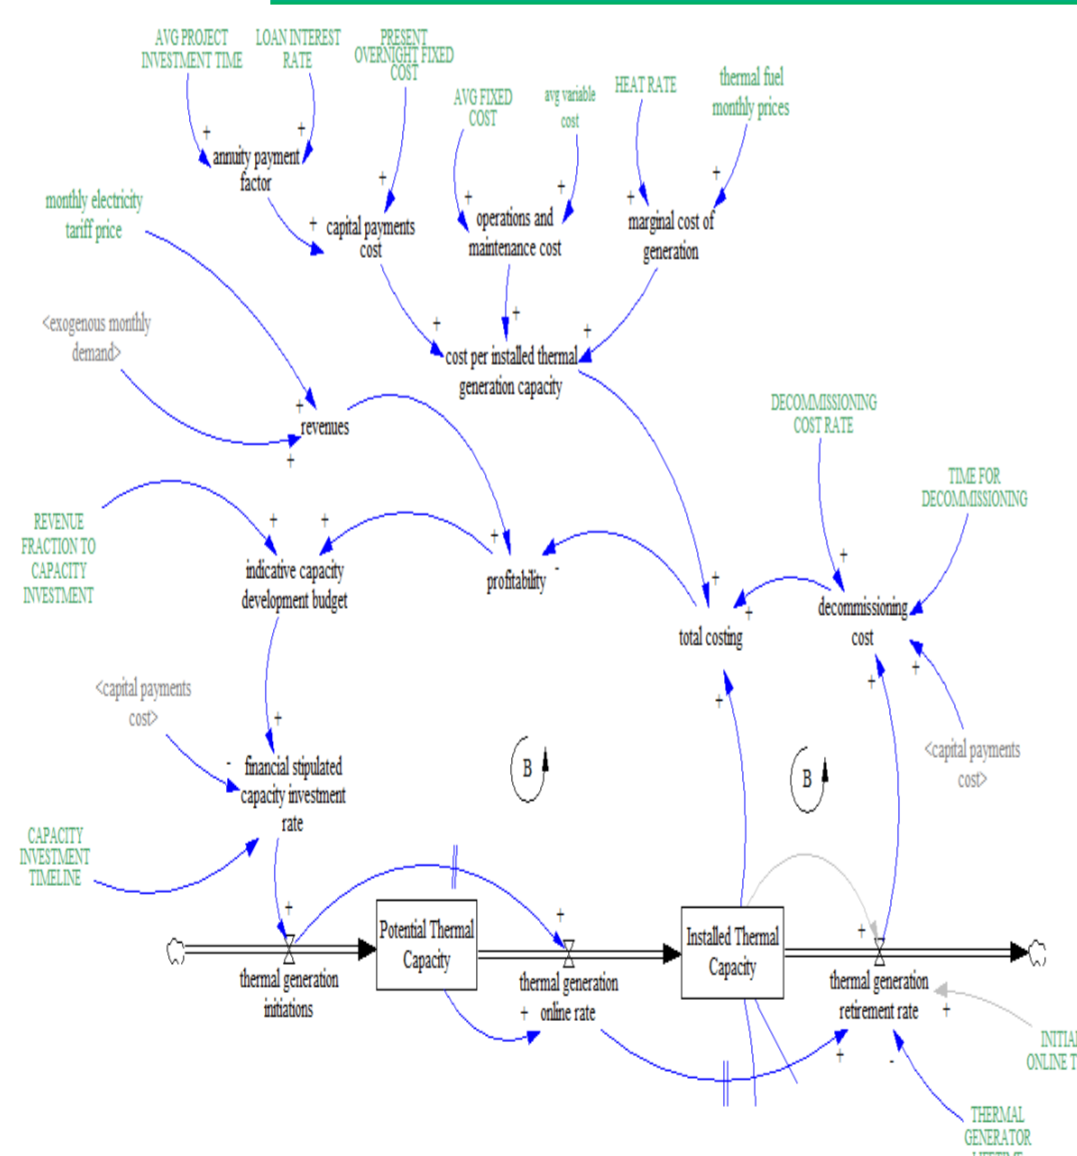 AVG PROJECT
INVESTMENT TIME
LOAN INTEREST
RATE
PRESENT
OVERNIGHT FIXED
COST
AVG FIXED
COST
avg variable
cost
HEAT RATE
thermal fuel
monthly prices
+
+
annuity payment
factor
+
+
+
+
+
monthly electricity
tariff price
+
capital payments
cost
operations and
maintenance cost
marginal cost of
generation
<exogenous monthly
demand>
+
+
+
cost per installed thermal
generation capacity
+
revenues
+
DECOMMISSIONING
COST RATE
TIME FOR
DECOMMISSIONING
REVENUE
FRACTION TO
CAPACITY
INVESTMENT
+
+
indicative capacity
development budget
+
profitability
-
+
+
total costing
+
+
decommissioning
cost
+
+
<capital payments
cost>
<capital payments
cost>
+
-
financial stipulated
capacity investment
rate
B
B
CAPACITY
INVESTMENT
TIMELINE
+
+
+
Potential Thermal
Capacity
Installed Thermal
Capacity
thermal generation
initiations
thermal generation
+ online rate
thermal generation
retirement rate
+
+
-
INITIA
ONLINE T
THERMAL
GENERATOR
LIFETIME